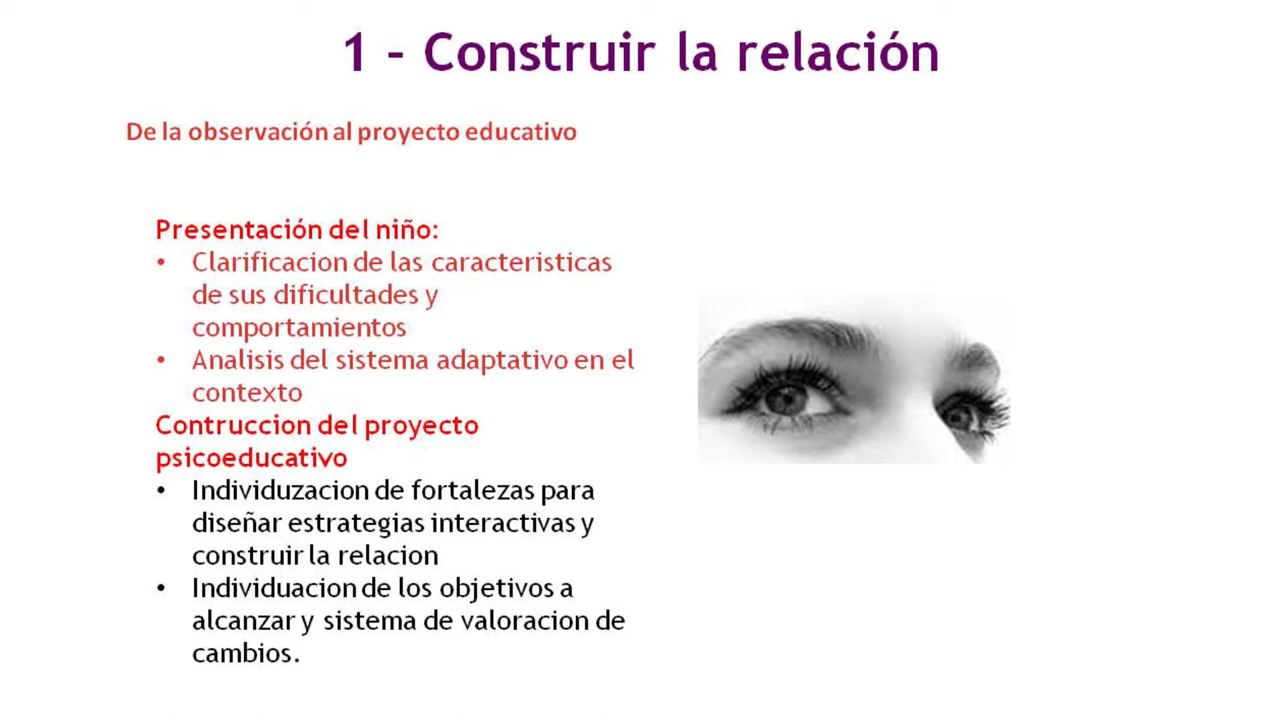 1 - Construir la relación
De la observación al proyecto educativo
Presentación del niño:
• Clarificacion de las caracteristicas
de sus dificultades y
comportamientos
• Analisis del sistema adaptativo en el
contexto
Contruccion del proyecto
psicoeducativo
• Individuzacion de fortalezas para
diseñar estrategias interactivas y
construir la relacion
• Individuacion de los objetivos a
alcanzar y sistema de valoracion de
cambios.